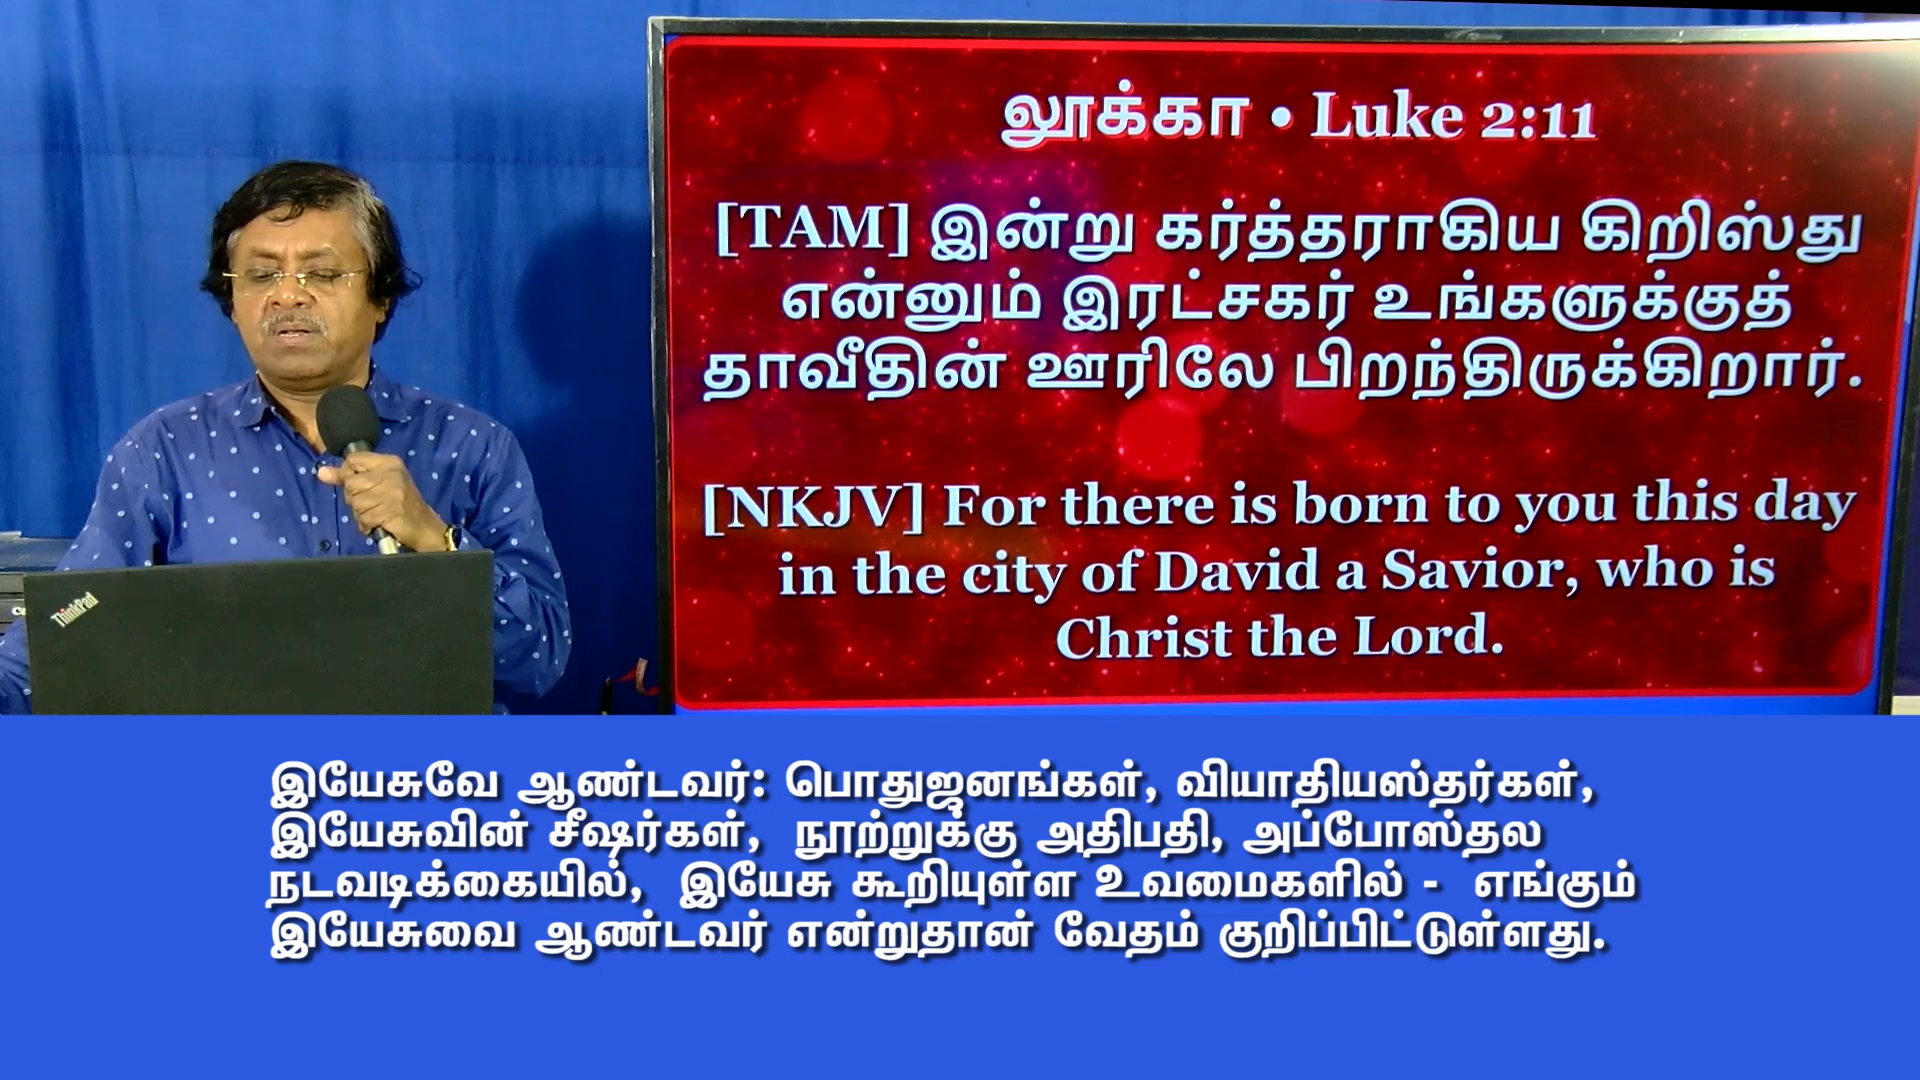 லூக்கா • Luke 2:11
[TAM] இன்று கர்த்தராகிய கிறிஸ்து
என்னும் இரட்சகர் உங்களுக்குத்
தாவீதின் ஊரிலே பிறந்திருக்கிறார்.
[NKJV] For there is born to you this day
in the city of David a Savior, who is
Christ the Lord.
ThinkPad
இயேசுவே ஆண்டவர்: பொதுஜனங்கள், வியாதியஸ்தர்கள்,
இயேசுவின் சீஷர்கள், நூற்றுக்கு அதிபதி, அப்போஸ்தல
நடவடிக்கையில், இயேசு கூறியுள்ள உவமைகளில் - எங்கும்
இயேசுவை ஆண்டவர் என்றுதான் வேதம் குறிப்பிட்டுள்ளது.